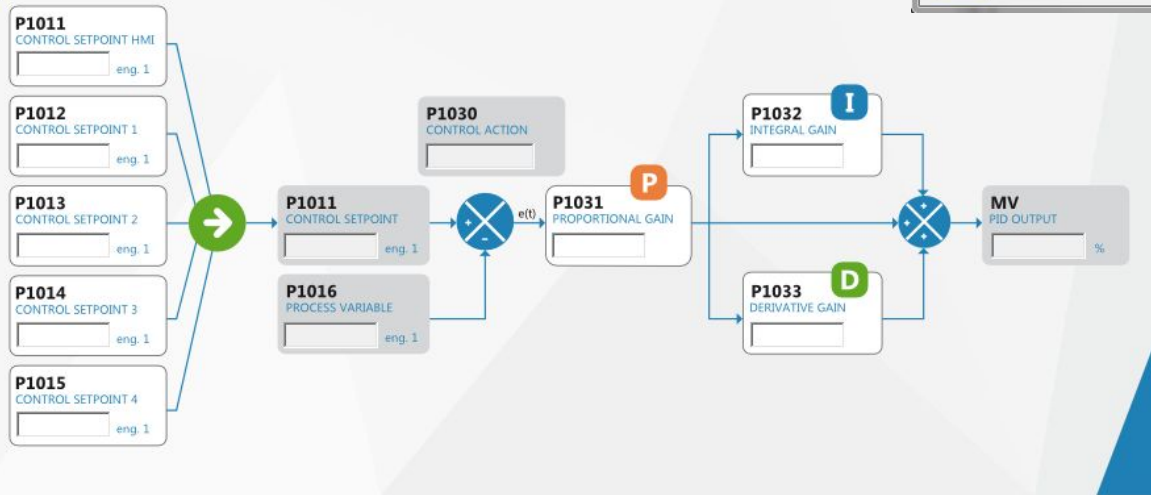 P1011
CONTROL SETPOINT HMI
eng. 1
P1012
CONTROL SETPOINT 1
eng. 1
P1013
CONTROL SETPOINT 2
eng. 1
P1014
CONTROL SETPOINT 3
eng. 1
P1015
CONTROL SETPOINT 4
eng. 1
P1030
CONTROL ACTION
P1011
CONTROL SETPOINT
eng. 1
P1016
PROCESS VARIABLE
eng. 1
+
-
e(t)
P
P1031
PROPORTIONAL GAIN
I
P1032
INTEGRAL GAIN
D
P1033
DERIVATIVE GAIN
+
+
+
MV
PID OUTPUT
%